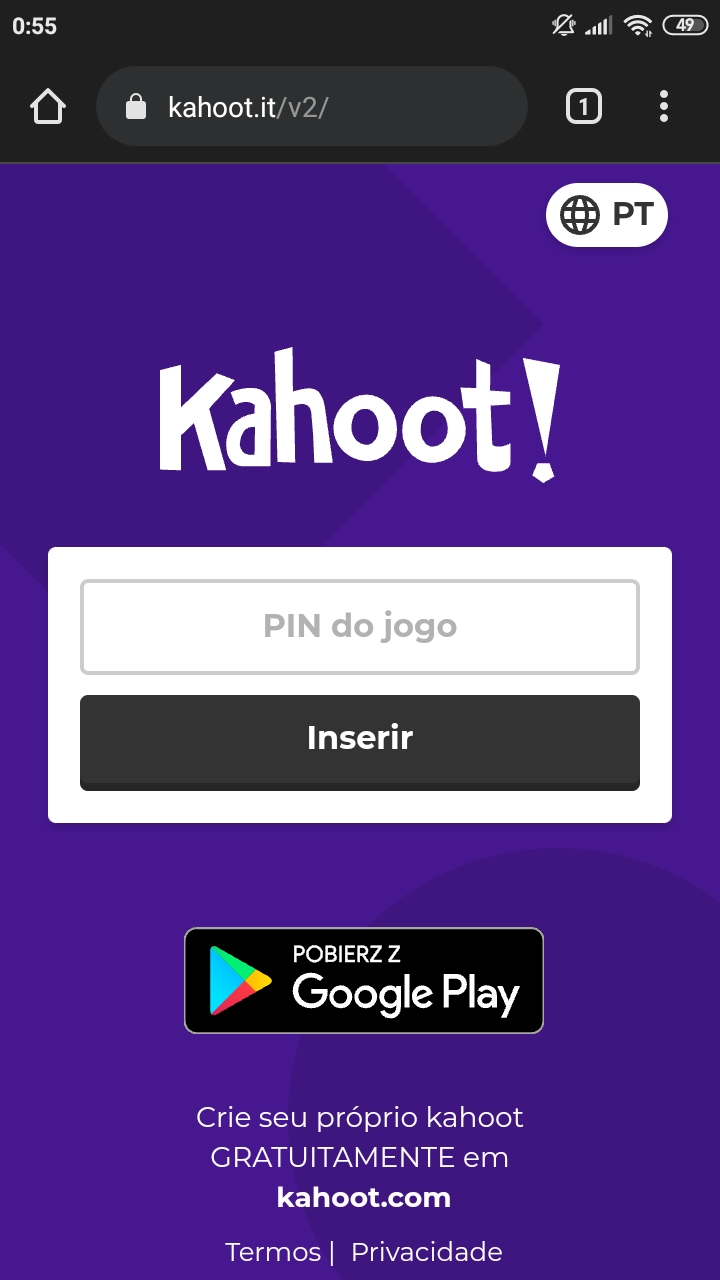 0:55
49
kahoot.it/v2/
1
PT
Kahoot!
PIN do jogo
Inserir
POBIERZ Z
Google Play
Crie seu próprio kahoot
GRATUITAMENTE em
kahoot.com
Termos | Privacidade